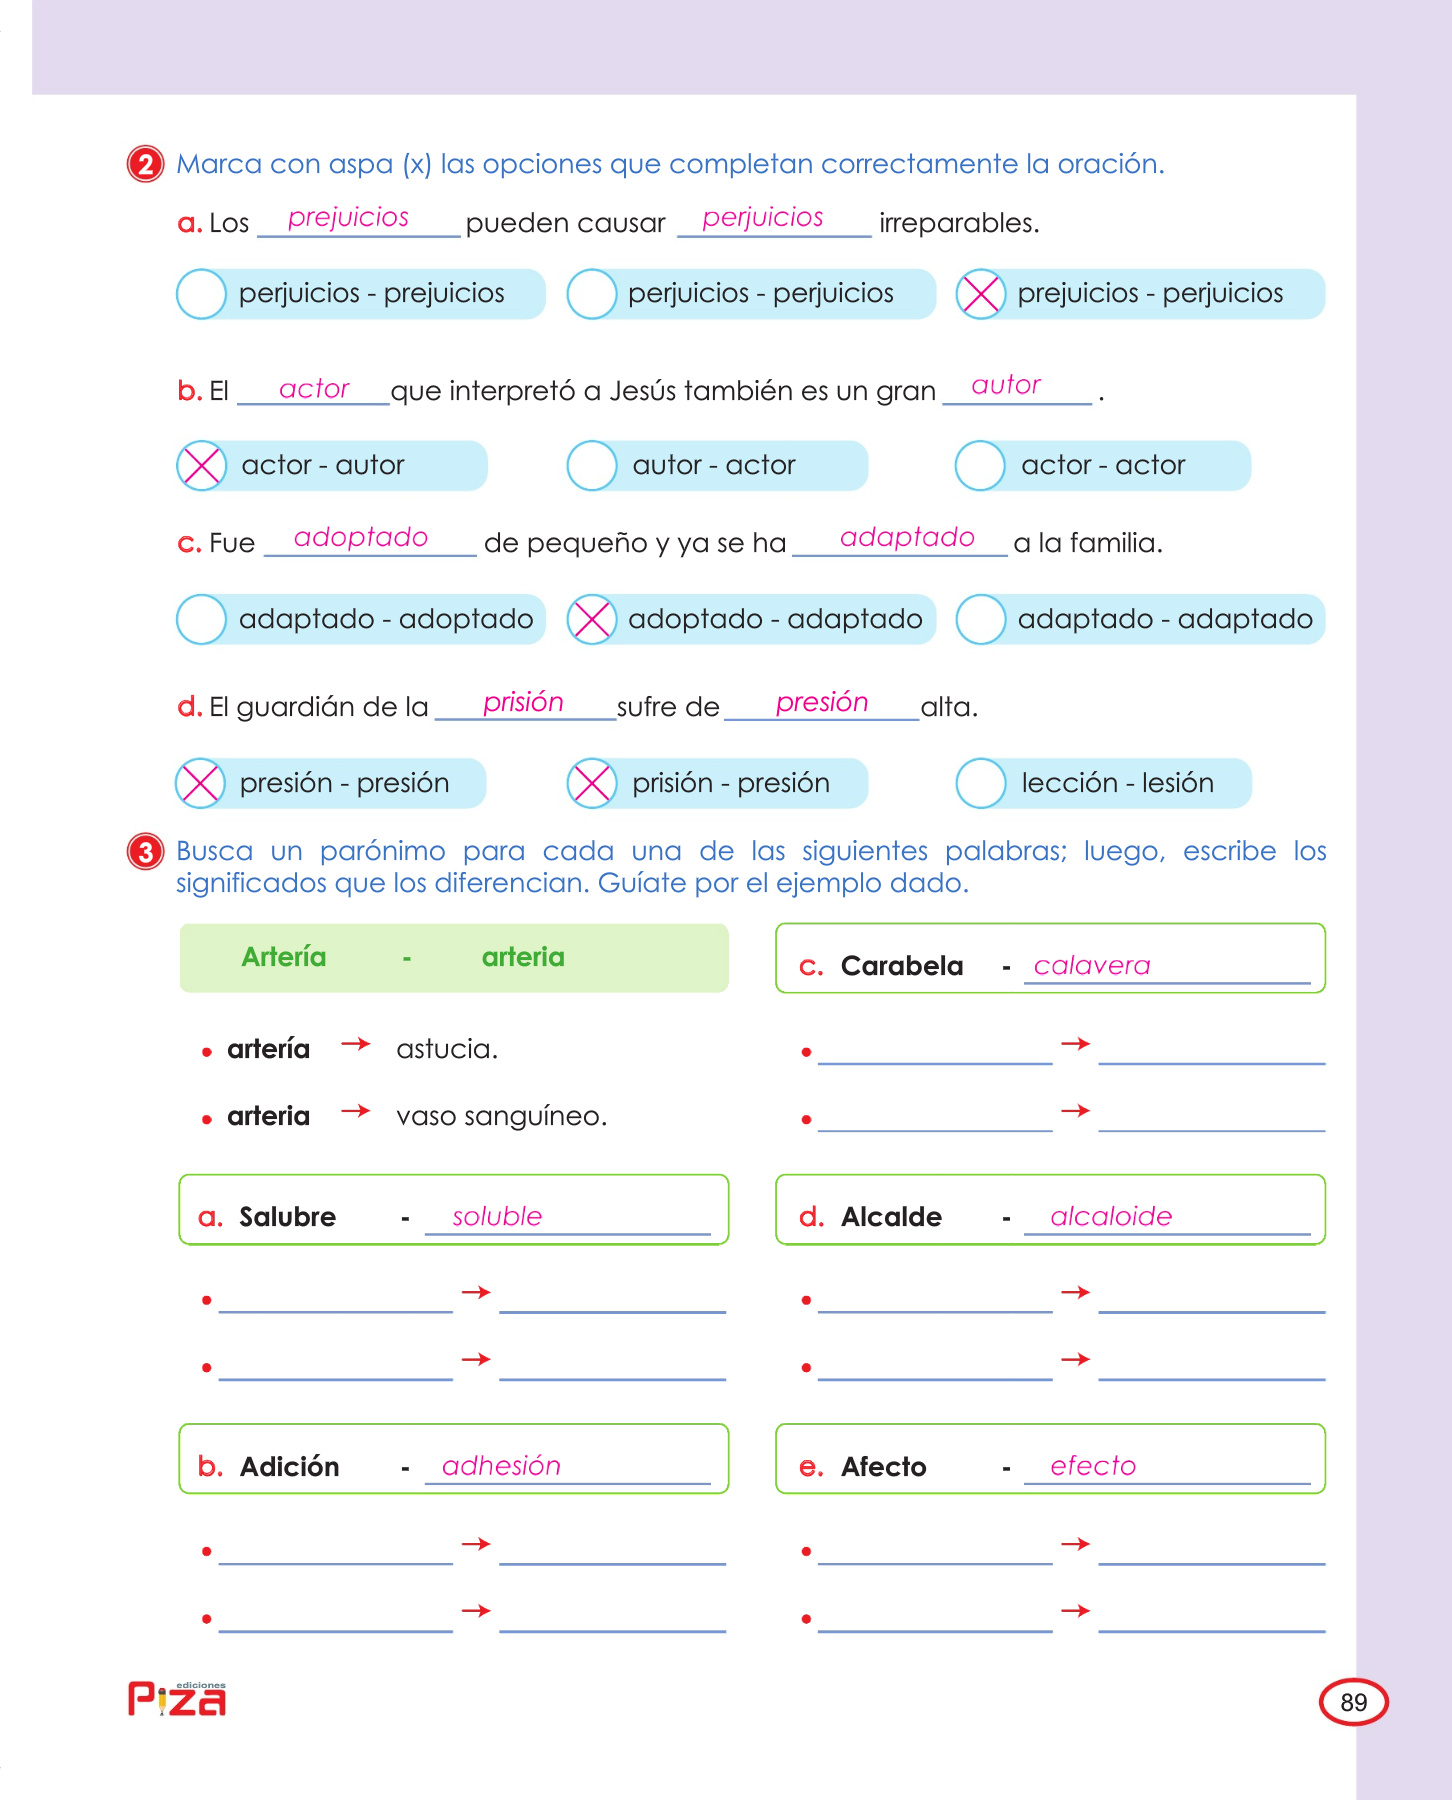 2 Marca con aspa (x) las opciones que completan correctamente la oración.
a. Los prejuicios pueden causar perjuicios irreparables.
perjuicios - prejuicios perjuicios - perjuicios prejuicios - perjuicios
b. El actor que interpretó a Jesús también es un gran autor .
actor - autor autor - actor actor - actor
c. Fue adoptado de pequeño y ya se ha adaptado a la familia.
adaptado - adoptado adoptado - adaptado adaptado - adaptado
d. El guardián de la prisión sufre de presión alta.
presión - presión prisión - presión lección - lesión
3 Busca un parónimo para cada una de las siguientes palabras; luego, escribe los
significados que los diferencian. Guíate por el ejemplo dado.
Artería - arteria
• artería → astucia.
• arteria → vaso sanguíneo.
a. Salubre - soluble
b. Adición - adhesión
c. Carabela - calavera
d. Alcalde - alcaloide
e. Afecto - efecto
ediciones
Piza
89